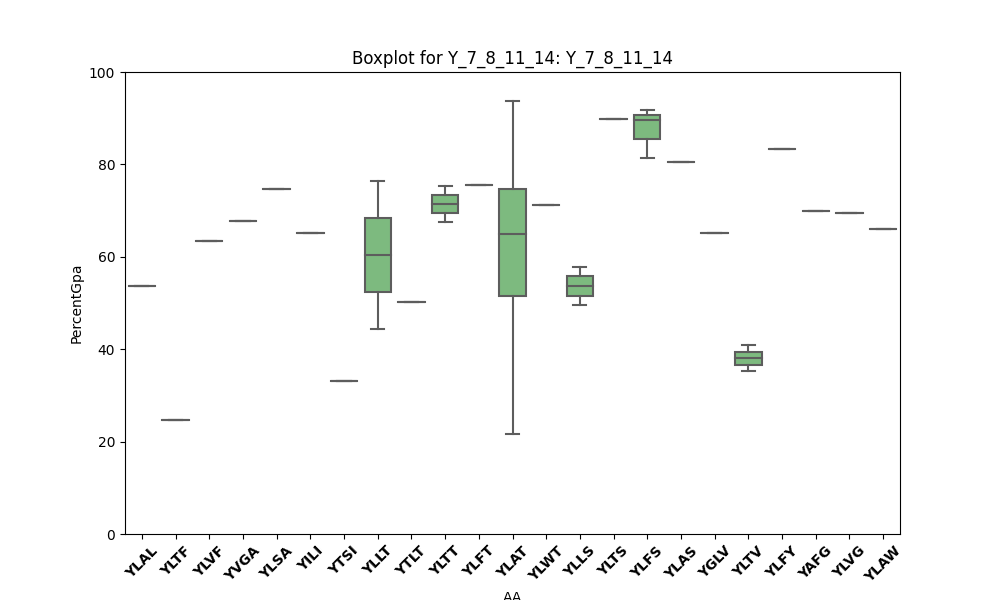 Boxplot for Y_7_8_11_14: Y_7_8_11_14
100
80
60
40
20
0
PercentGpa
YLAL YLTF YLVF YVGA YLSA YILI YTSI YLLT YTLT YLTT YLFT YLAT YLWT YLLS YLTS YLFS YLAS YGLV YLTV YLFY YAFG YLVG YLAW
AA